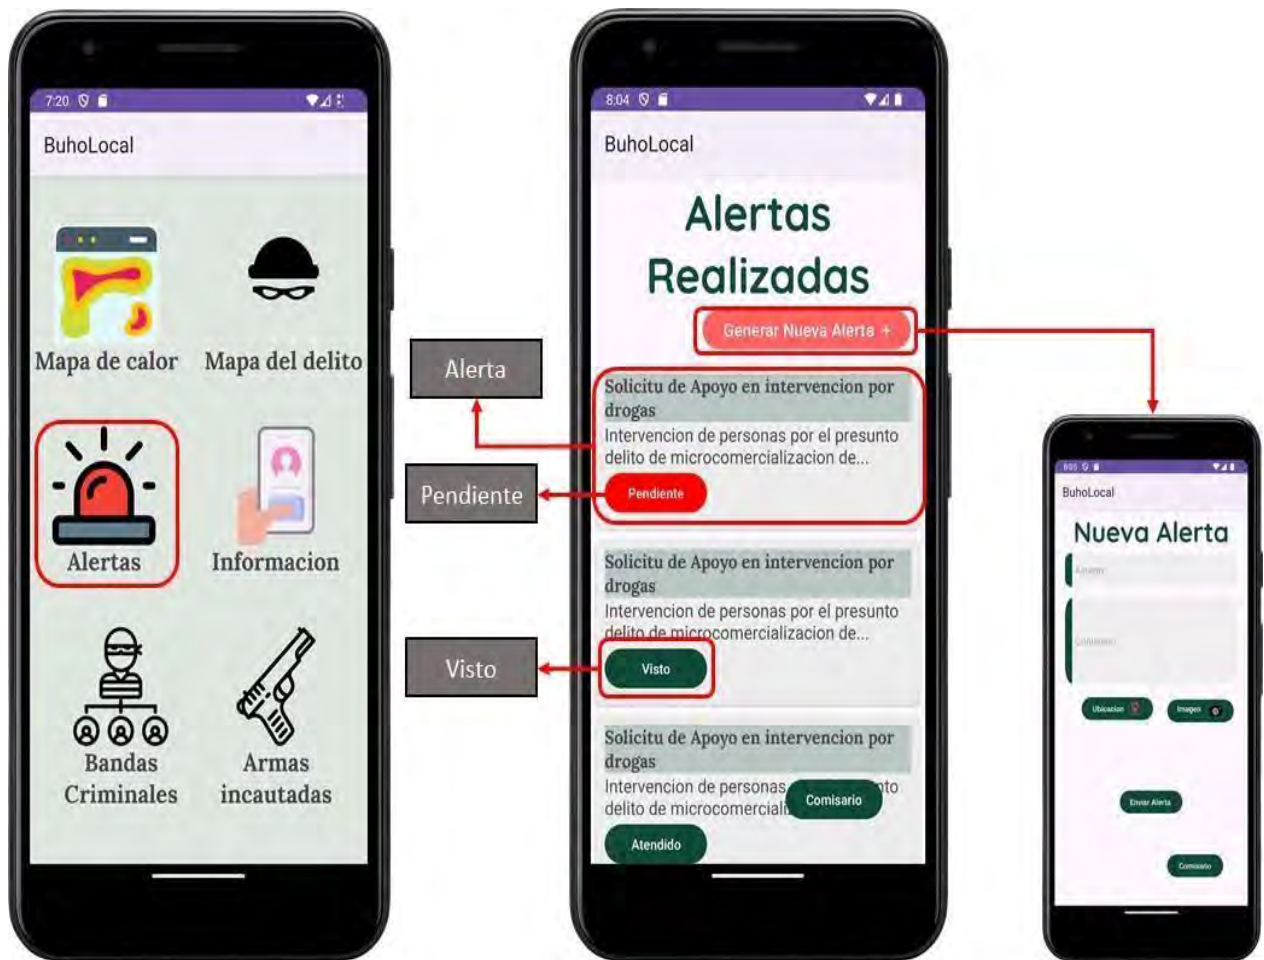 7:20
BuhoLocal
Mapa de calor
Mapa del delito
Alertas
Informacion
Bandas
Criminales
Armas
incautadas
Alerta
Pendiente
Visto
8:04
BuhoLocal
Alertas
Realizadas
Generar Nueva Alerta +
Solicitu de Apoyo en intervencion por
drogas
Intervencion de personas por el presunto
delito de microcomercializacion de...
Pendiente
Solicitu de Apoyo en intervencion por
drogas
Intervencion de personas por el presunto
delito de microcomercializacion de...
Visto
Solicitu de Apoyo en intervencion por
drogas
Intervencion de personas nto
delito de microcomerciali
Comisario
Atendido
BuhoLocal
Nueva Alerta
Ubicacion
Imagen
Enviar Alerta
Comisario